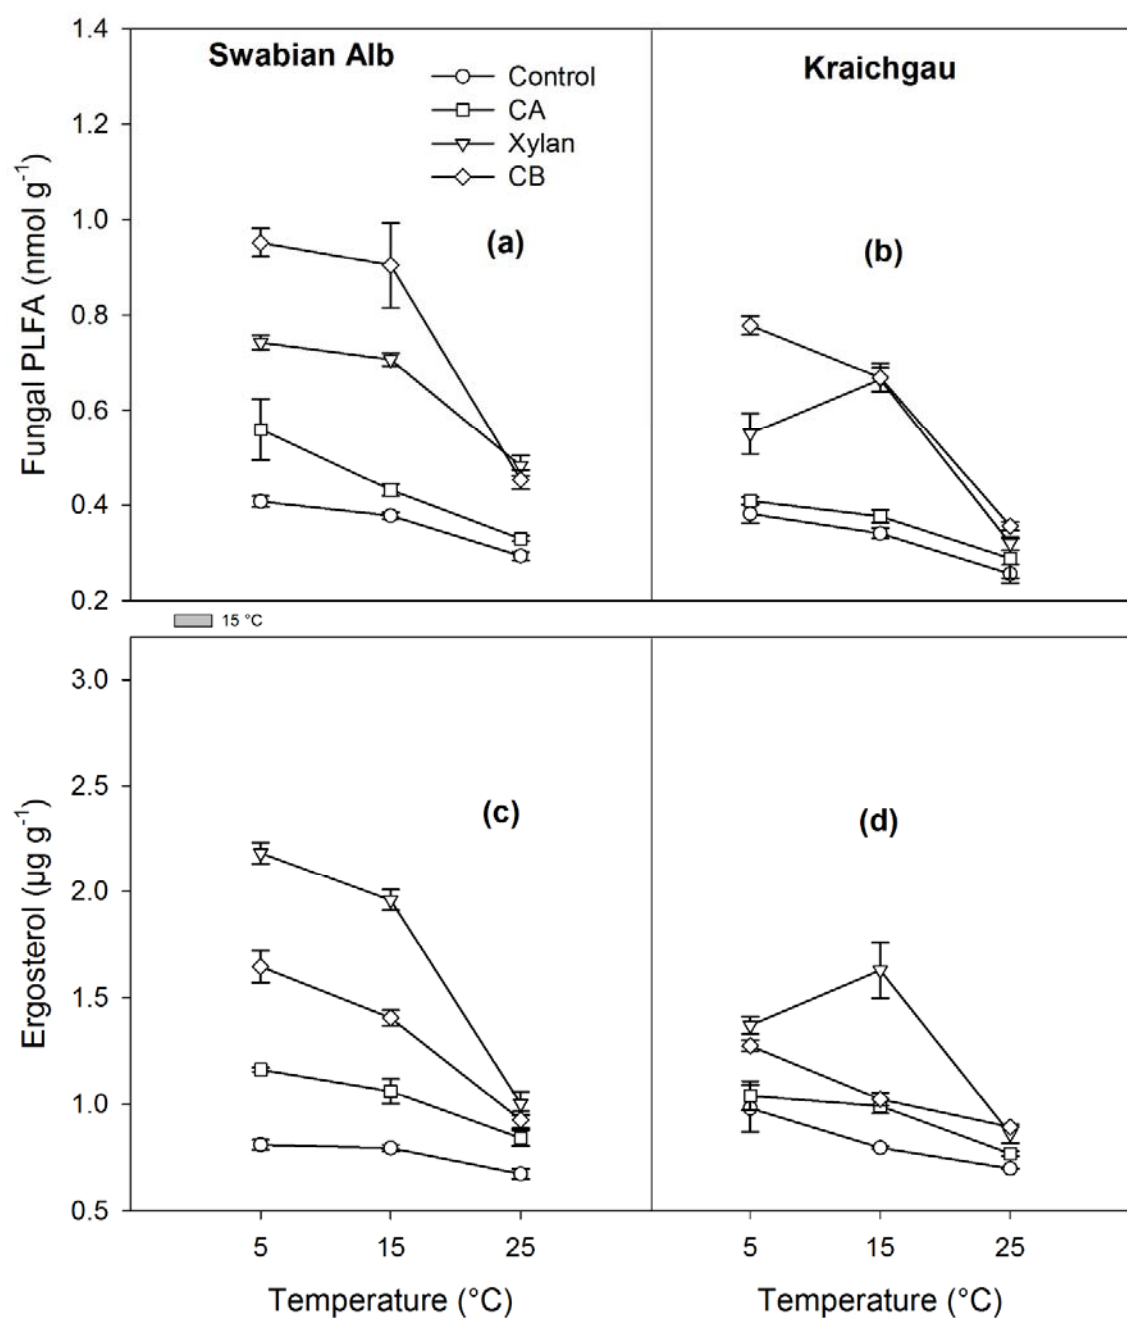 Swabian Alb
Kraichgau
Control
CA
Xylan
CB
(a)
(b)
Fungal PLFA (nmol g⁻¹)
1.4
1.2
1.0
0.8
0.6
0.4
0.2
15 °C
(c)
(d)
Ergosterol (µg g⁻¹)
3.0
2.5
2.0
1.5
1.0
0.5
5 15 25 5 15 25
Temperature (°C) Temperature (°C)